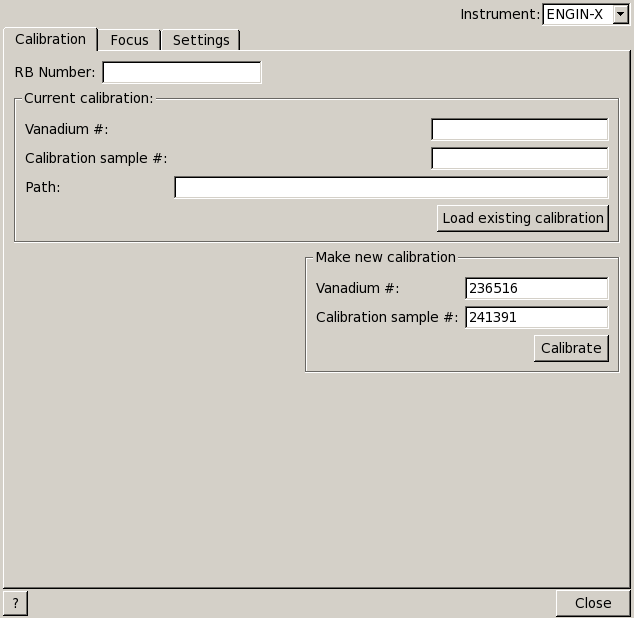 Instrument: ENGIN-X
Calibration Focus Settings
RB Number:
Current calibration:
Vanadium #:
Calibration sample #:
Path:
Load existing calibration
Make new calibration
Vanadium #: 236516
Calibration sample #: 241391
Calibrate
? Close